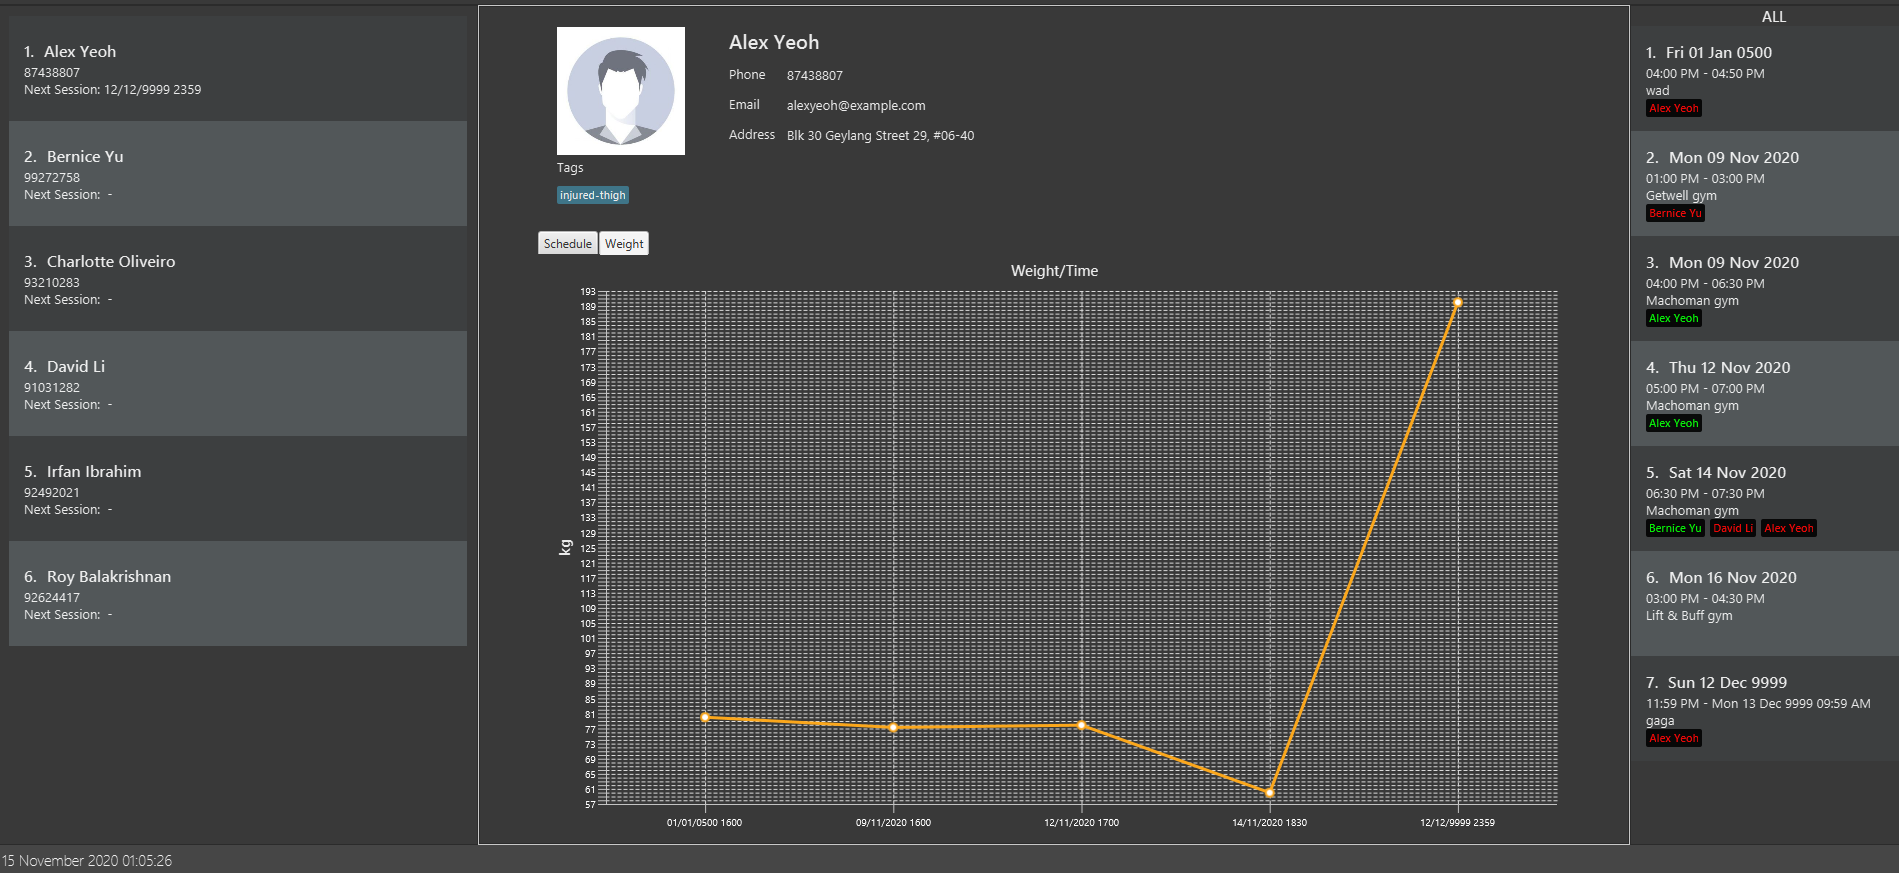 1. Alex Yeoh
87438807
Next Session: 12/12/9999 2359
2. Bernice Yu
99272758
Next Session: -
3. Charlotte Oliveiro
93210283
Next Session: -
4. David Li
91031282
Next Session: -
5. Irfan Ibrahim
92492021
Next Session: -
6. Roy Balakrishnan
92624417
Next Session: -
Alex Yeoh
Phone 87438807
Email alexyeoh@example.com
Address Blk 30 Geylang Street 29, #06-40
Tags
injured-thigh
Schedule Weight
Weight/Time
193
189
185
181
177
173
169
165
161
157
153
149
145
141
137
133
129
125
121
117
113
109
105
101
97
93
89
85
81
77
73
69
65
61
57
kg
01/01/0500 1600 09/11/2020 1600 12/11/2020 1700 14/11/2020 1830 12/12/9999 2359
ALL
1. Fri 01 Jan 0500
04:00 PM - 04:50 PM
wad
Alex Yeoh
2. Mon 09 Nov 2020
01:00 PM - 03:00 PM
Getwell gym
Bernice Yu
3. Mon 09 Nov 2020
04:00 PM - 06:30 PM
Machoman gym
Alex Yeoh
4. Thu 12 Nov 2020
05:00 PM - 07:00 PM
Machoman gym
Alex Yeoh
5. Sat 14 Nov 2020
06:30 PM - 07:30 PM
Machoman gym
Bernice Yu David Li Alex Yeoh
6. Mon 16 Nov 2020
03:00 PM - 04:30 PM
Lift & Buff gym
7. Sun 12 Dec 9999
11:59 PM - Mon 13 Dec 9999 09:59 AM
gaga
Alex Yeoh
15 November 2020 01:05:26